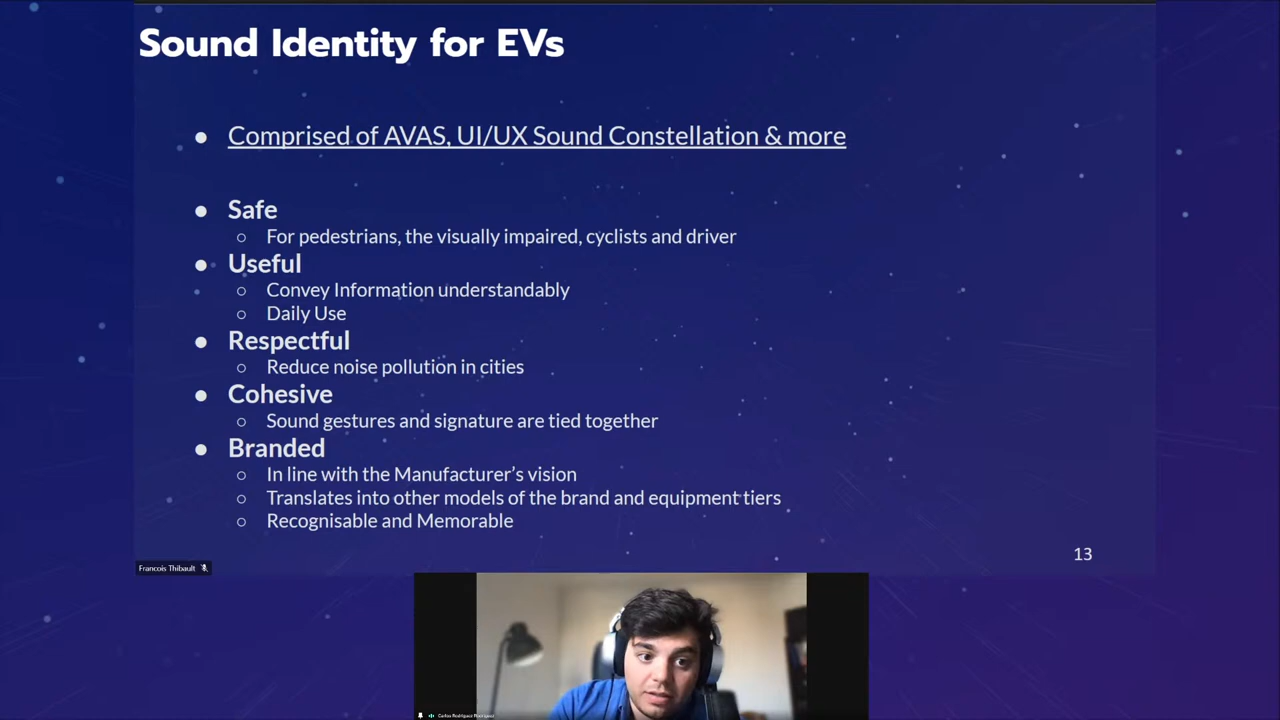 Sound Identity for EVs
Comprised of AVAS, UI/UX Sound Constellation & more
Safe
For pedestrians, the visually impaired, cyclists and driver
Useful
Convey Information understandably
Daily Use
Respectful
Reduce noise pollution in cities
Cohesive
Sound gestures and signature are tied together
Branded
In line with the Manufacturer's vision
Translates into other models of the brand and equipment tiers
Recognisable and Memorable
13
Francois Thibault
Carlos Rodriguez Rodriguez